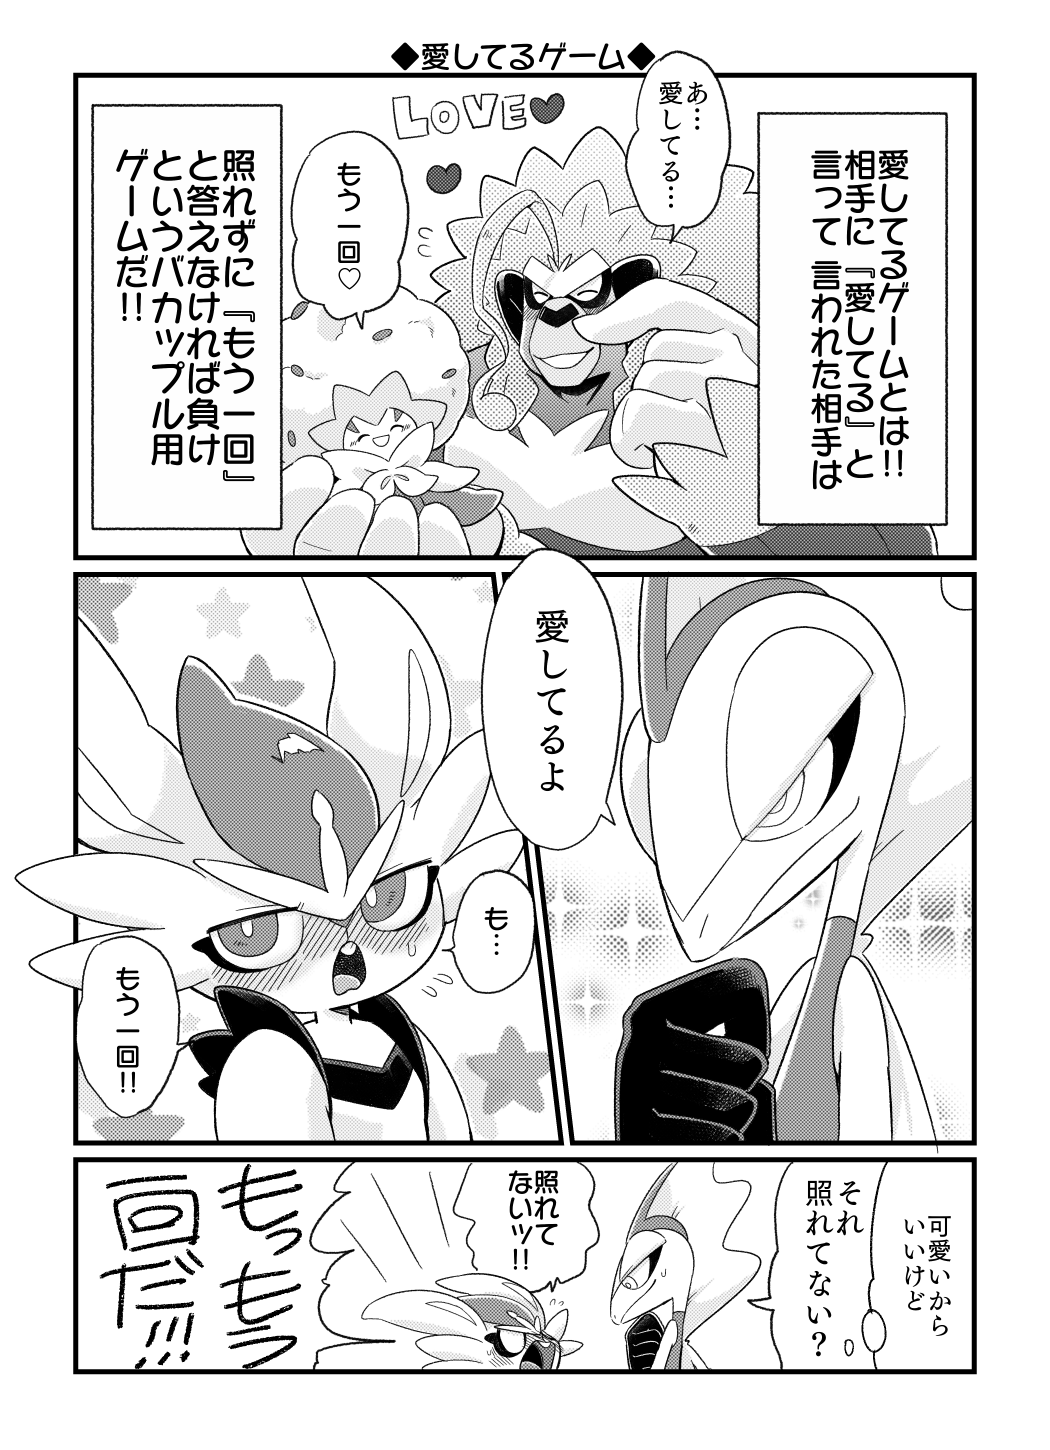 ◆愛してるゲーム◆
愛してるゲームとは!!
相手に『愛してる』と
言って 言われた相手は
あ…
愛してる…
LOVE
もう一回♡
照れずに『もう一回』
と答えなければ負け
というバカップル用
ゲームだ!!
愛してるよ
も…
もう一回!!
可愛いから
いいけど
それ
照れてない?
照れて
ないッ!!
もっもう
一回だ!!!